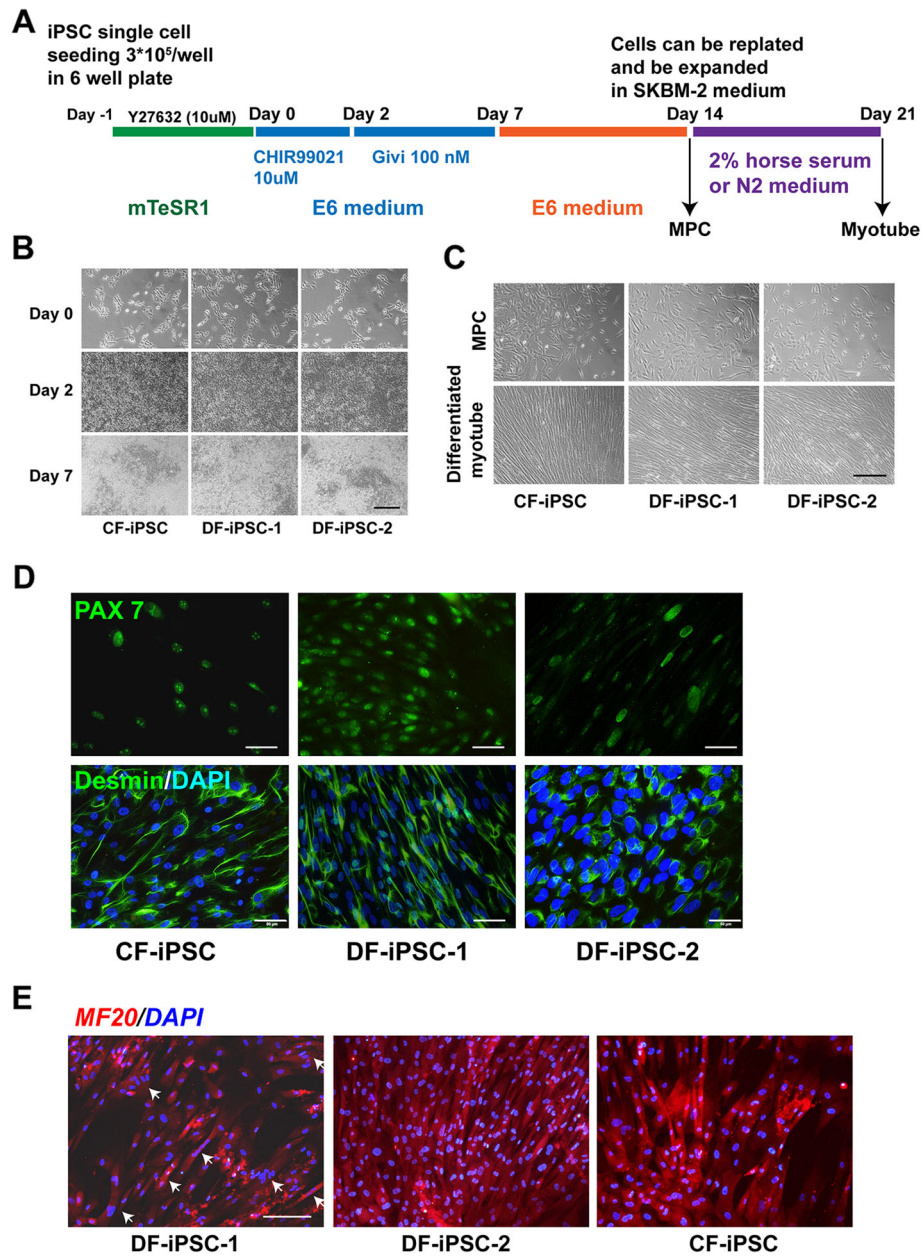 A
iPSC single cell
seeding 3*10⁵/well
in 6 well plate
Cells can be replated
and be expanded
in SKBM-2 medium
Day -1
Y27632 (10uM)
Day 0
Day 2
Day 7
Day 14
Day 21
CHIR99021
10uM
Givi 100 nM
2% horse serum
or N2 medium
mTeSR1
E6 medium
E6 medium
MPC
Myotube
B
Day 0
Day 2
Day 7
CF-iPSC
DF-iPSC-1
DF-iPSC-2
C
MPC
Differentiated
myotube
CF-iPSC
DF-iPSC-1
DF-iPSC-2
D
PAX 7
Desmin/DAPI
CF-iPSC
DF-iPSC-1
DF-iPSC-2
E
MF20/DAPI
DF-iPSC-1
DF-iPSC-2
CF-iPSC